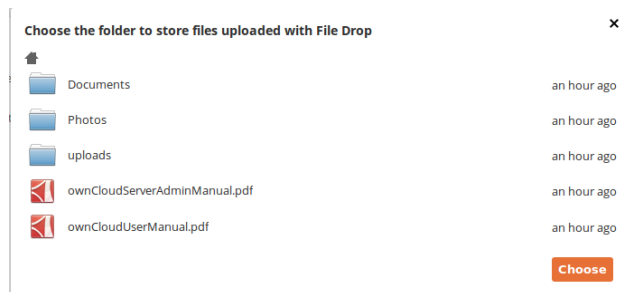 Choose the folder to store files uploaded with File Drop
Documents an hour ago
Photos an hour ago
uploads an hour ago
ownCloudServerAdminManual.pdf an hour ago
ownCloudUserManual.pdf an hour ago
Choose